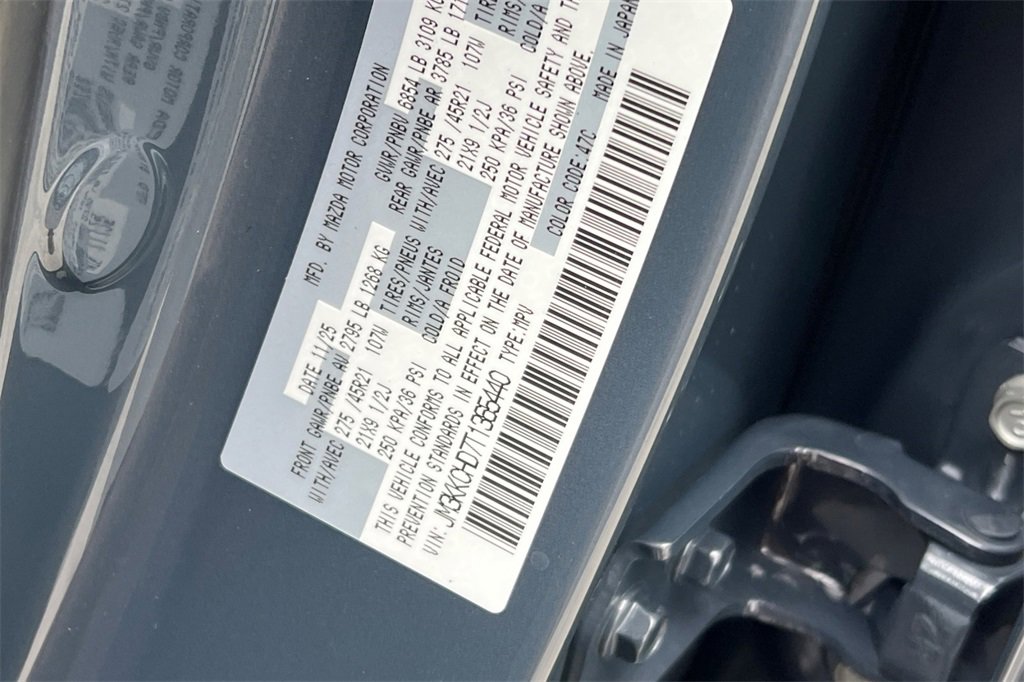 MFD. BY MAZDA MOTOR CORPORATION
DATE 11/25
GVWR/PNBV 6854 LB 3109 KG
FRONT GAWR/PNBE AV 2795 LB 1268 KG
REAR GAWR/PNBE AR 3785 LB
WITH/AVEC 275 /45R21 107W
TIRES/PNEUS WITH/AVEC 275 /45R21 107W
21X9 1/2J
RIMS/JANTES 21X9 1/2J
250 KPA/36 PSI
COLD/A FROID 250 KPA/36 PSI
COLD/A
THIS VEHICLE CONFORMS TO ALL APPLICABLE FEDERAL MOTOR VEHICLE SAFETY AND
PREVENTION STANDARDS IN EFFECT ON THE DATE OF MANUFACTURE SHOWN ABOVE.
VIN: JM3KKCHD7T1365440 TYPE:MPV
COLOR CODE:47C
MADE IN JAPAN